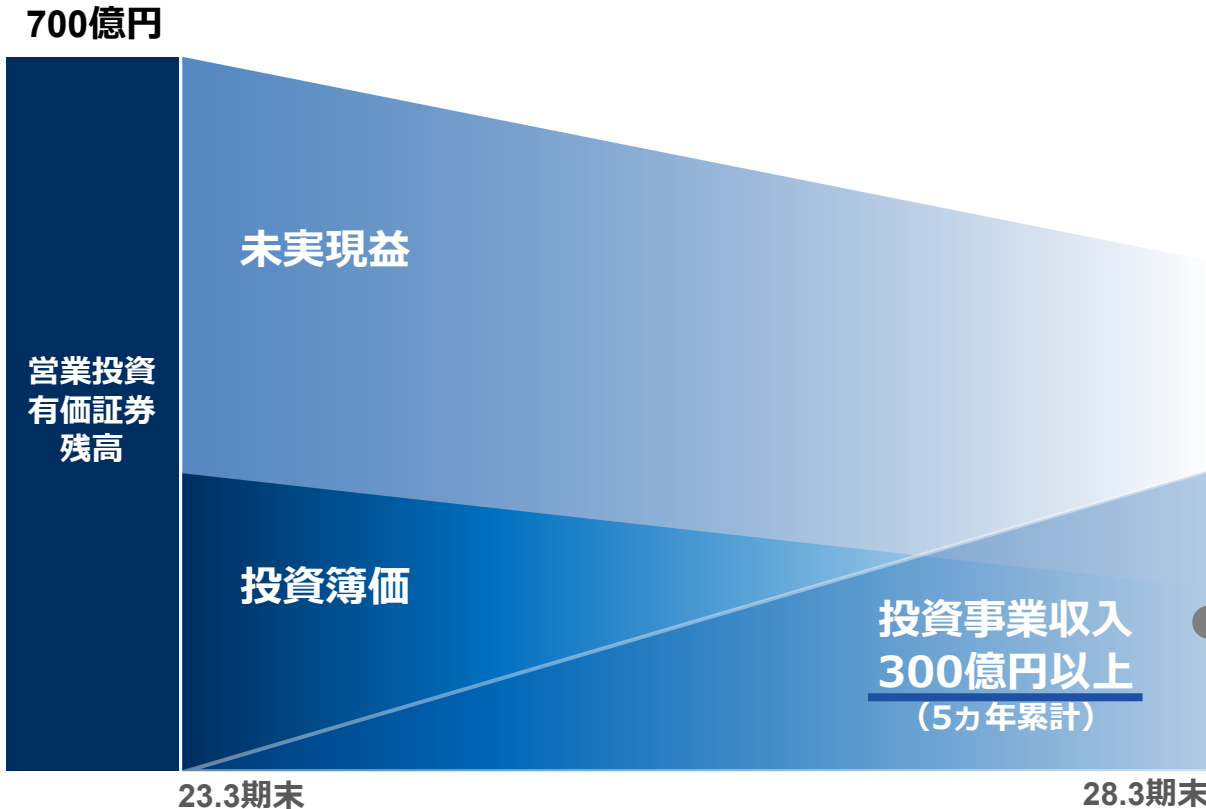 700億円
未実現益
営業投資
有価証券
残高
投資簿価
投資事業収入
300億円以上
（5ヵ年累計）
23.3期末
28.3期末